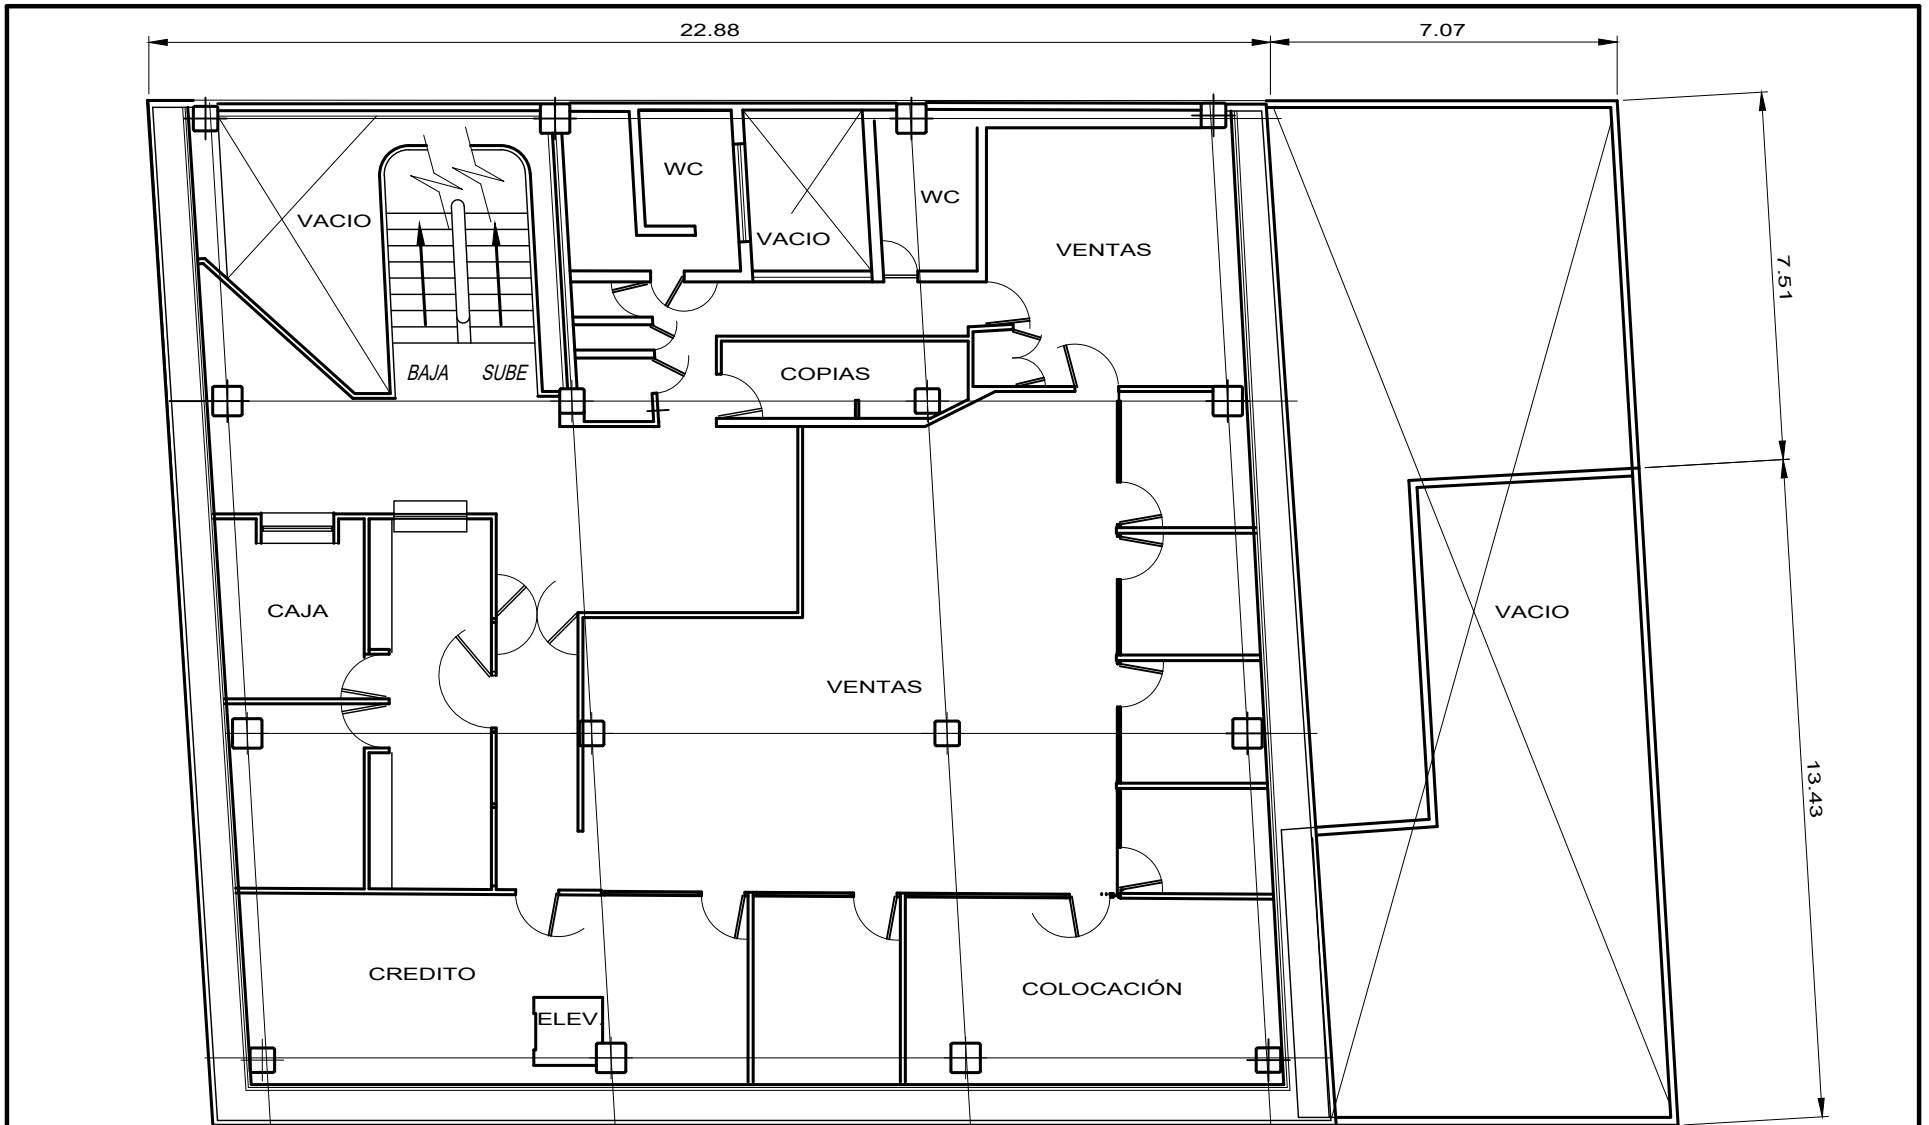 22.88
7.07
WC
WC
VACIO
VACIO
VENTAS
7.51
BAJA
SUBE
COPIAS
CAJA
VACIO
VENTAS
13.43
CREDITO
COLOCACIÓN
ELEV.